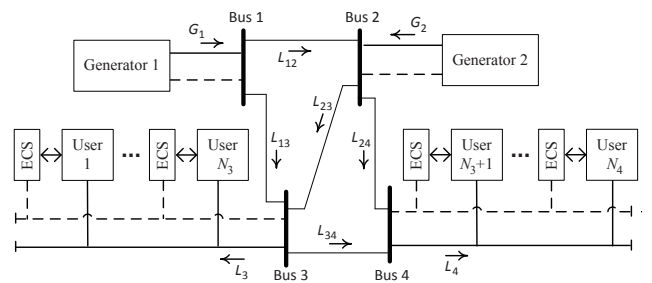 Bus 1
Bus 2
G1
G2
Generator 1
L12
Generator 2
L23
L13
L24
ECS
User
1
...
ECS
User
N3
ECS
User
N3+1
...
ECS
User
N4
L34
L3
L4
Bus 3
Bus 4